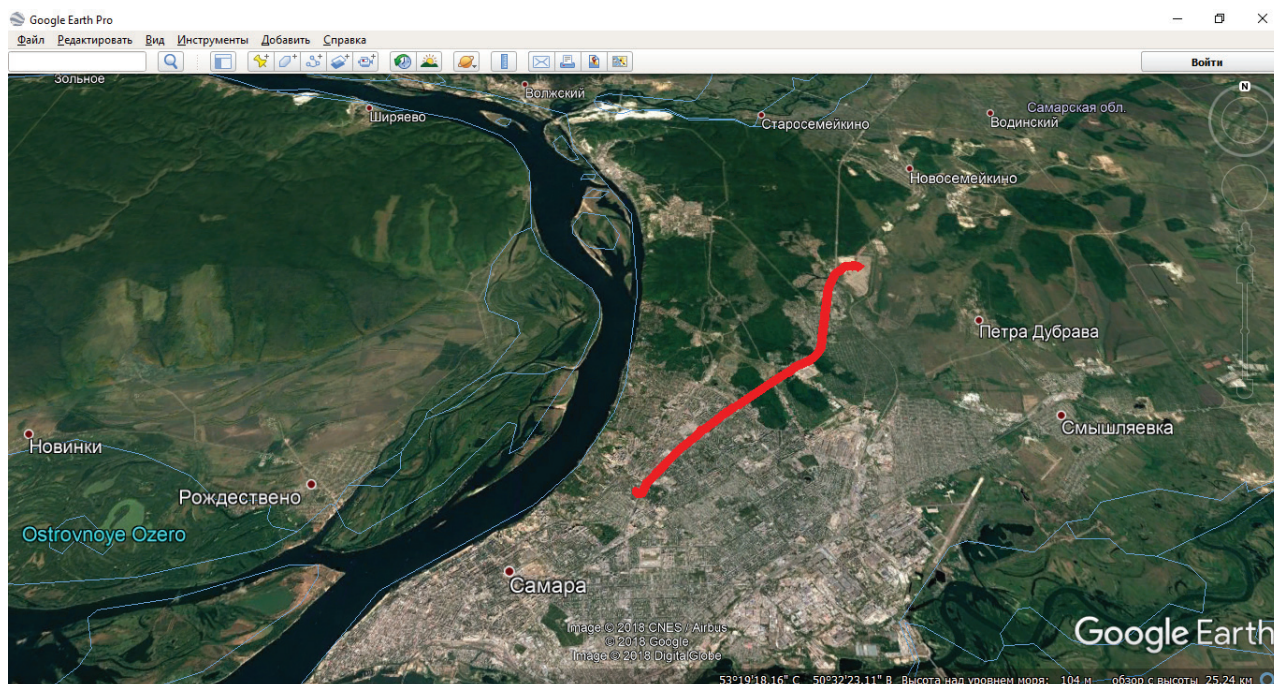 Google Earth Pro
Файл Редактировать Вид Инструменты Добавить Справка
Войти
Зольное
Волжский
Ширяево
Старосемейкино
Самарская обл.
Водинский
N
Новосемейкино
Петра Дубрава
Смышляевка
Новинки
Рождествено
Ostrovnoye Ozero
Самара
Image © 2018 CNES / Airbus
© 2018 Google
Image © 2018 DigitalGlobe
Google Earth
53°19'18.16" С 50°32'23.11" В Высота над уровнем моря: 104 м обзор с высоты 25.24 км